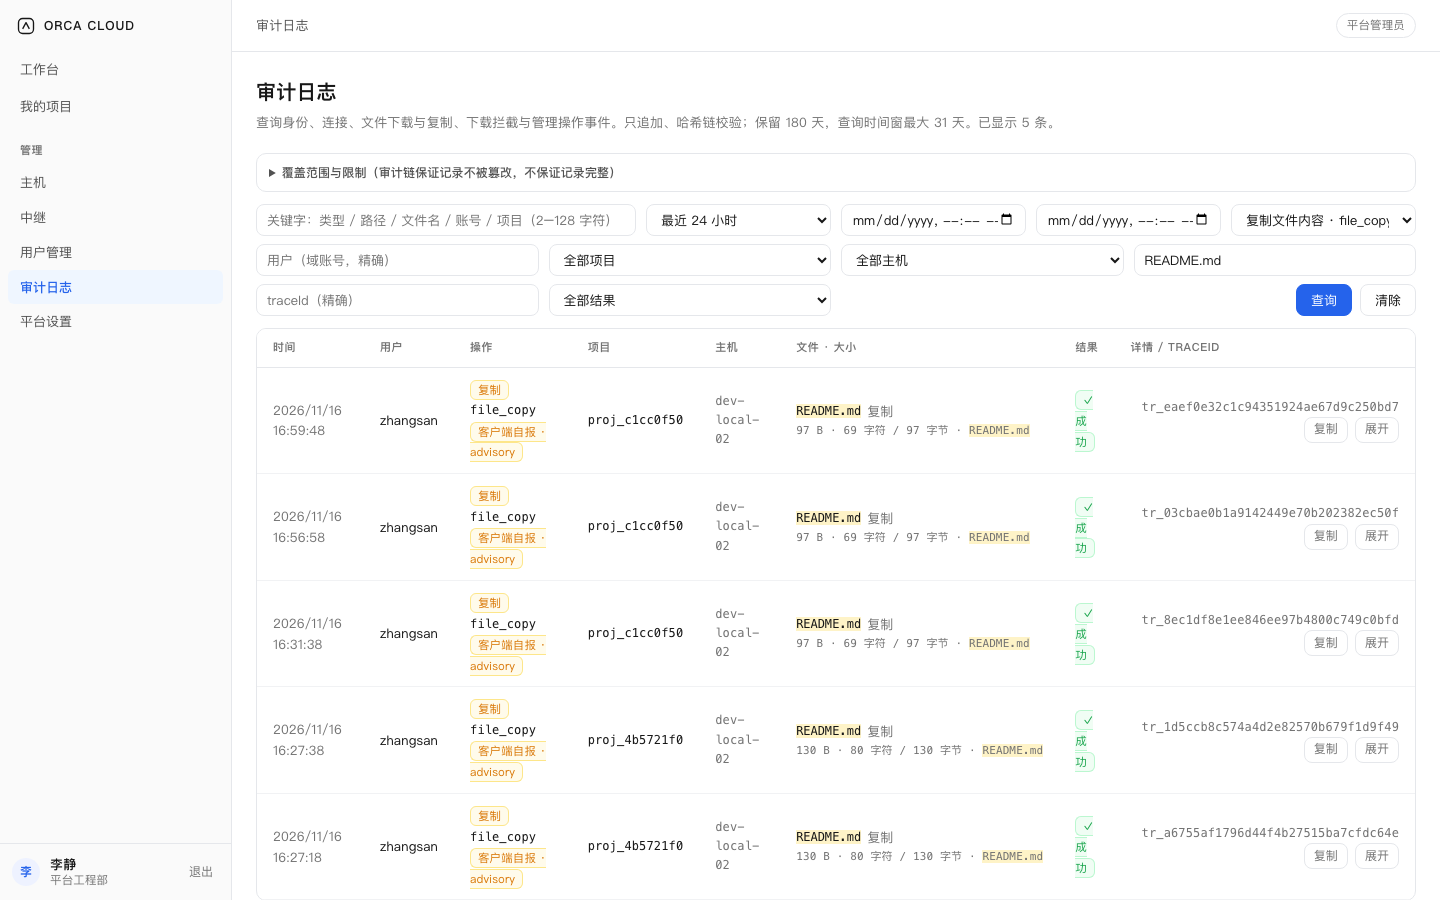 ORCA CLOUD
工作台
我的项目
管理
主机
中继
用户管理
审计日志
平台设置
李
李静
平台工程部
退出
审计日志
平台管理员
审计日志
查询身份、连接、文件下载与复制、下载拦截与管理操作事件。只追加、哈希链校验；保留 180 天，查询时间窗最大 31 天。已显示 5 条。
▶ 覆盖范围与限制（审计链保证记录不被篡改，不保证记录完整）
关键字：类型 / 路径 / 文件名 / 账号 / 项目（2–128 字符） 最近 24 小时 mm/dd/yyyy, --:-- -- mm/dd/yyyy, --:-- -- 复制文件内容 · file_copy
用户（域账号，精确） 全部项目 全部主机 README.md
traceId（精确） 全部结果 查询 清除
时间 用户 操作 项目 主机 文件 · 大小 结果 详情 / TRACEID
2026/11/16
16:59:48
zhangsan
复制
file_copy
客户端自报 ·
advisory
proj_c1cc0f50
dev-
local-
02
README.md 复制
97 B · 69 字符 / 97 字节 · README.md
✓
成
功
tr_eaef0e32c1c94351924ae67d9c250bd7
复制 展开
2026/11/16
16:56:58
zhangsan
复制
file_copy
客户端自报 ·
advisory
proj_c1cc0f50
dev-
local-
02
README.md 复制
97 B · 69 字符 / 97 字节 · README.md
✓
成
功
tr_03cbae0b1a9142449e70b202382ec50f
复制 展开
2026/11/16
16:31:38
zhangsan
复制
file_copy
客户端自报 ·
advisory
proj_c1cc0f50
dev-
local-
02
README.md 复制
97 B · 69 字符 / 97 字节 · README.md
✓
成
功
tr_8ec1df8e1ee846ee97b4800c749c0bfd
复制 展开
2026/11/16
16:27:38
zhangsan
复制
file_copy
客户端自报 ·
advisory
proj_4b5721f0
dev-
local-
02
README.md 复制
130 B · 80 字符 / 130 字节 · README.md
✓
成
功
tr_1d5ccb8c574a4d2e82570b679f1d9f49
复制 展开
2026/11/16
16:27:18
zhangsan
复制
file_copy
客户端自报 ·
advisory
proj_4b5721f0
dev-
local-
02
README.md 复制
130 B · 80 字符 / 130 字节 · README.md
✓
成
功
tr_a6755af1796d44f4b27515ba7cfdc64e
复制 展开